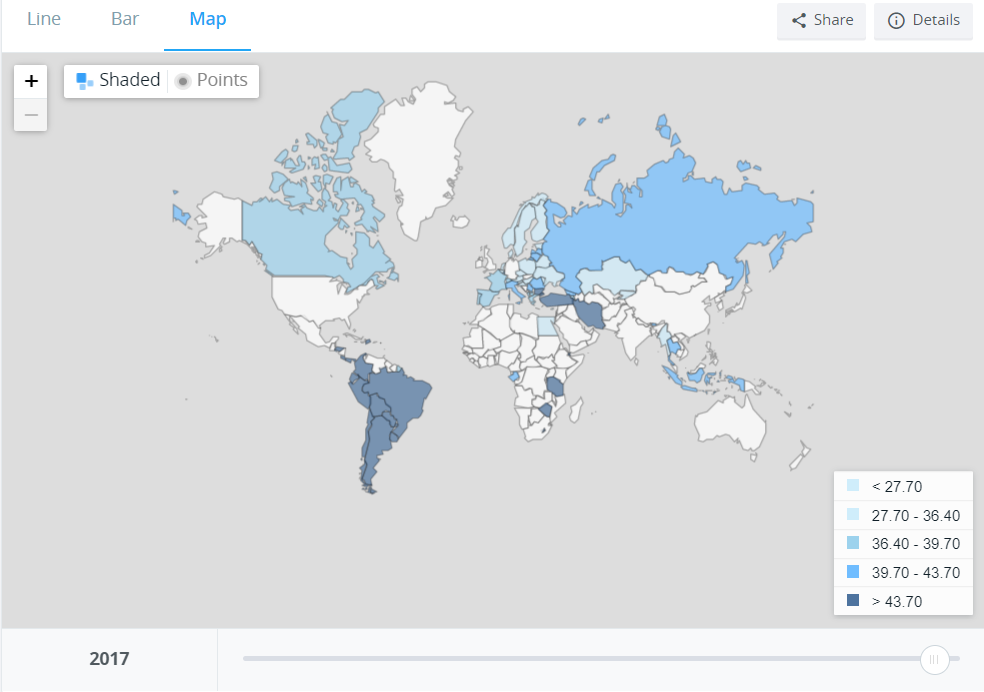 Line Bar Map Share Details
+ Shaded Points
−
< 27.70
27.70 - 36.40
36.40 - 39.70
39.70 - 43.70
> 43.70
2017